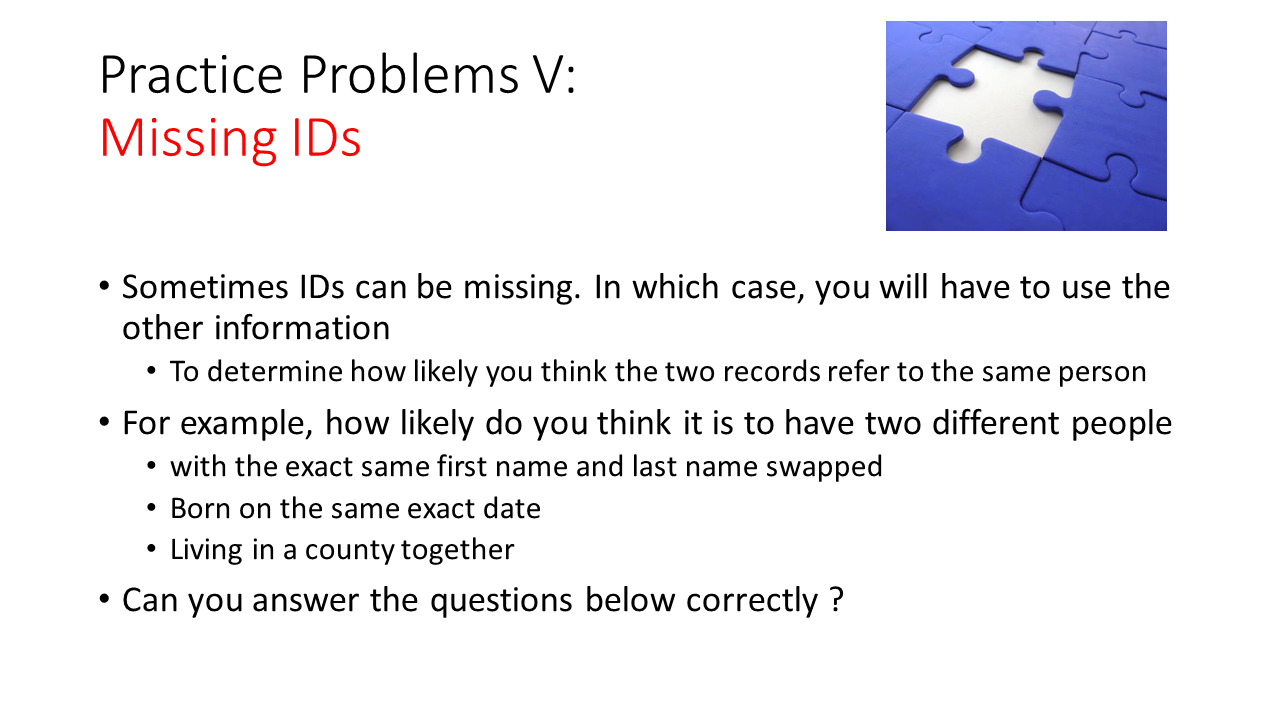 Practice Problems V:
Missing IDs
• Sometimes IDs can be missing. In which case, you will have to use the
other information
• To determine how likely you think the two records refer to the same person
• For example, how likely do you think it is to have two different people
• with the exact same first name and last name swapped
• Born on the same exact date
• Living in a county together
• Can you answer the questions below correctly ?